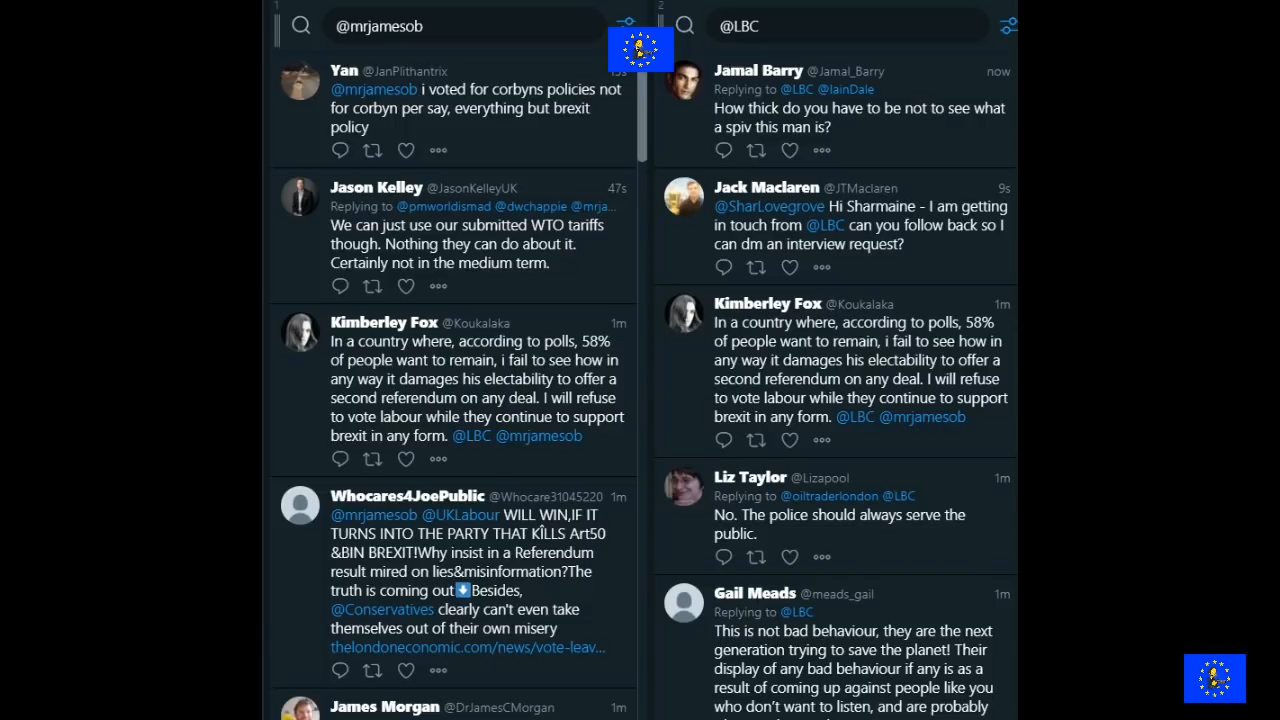 1
@mrjamesob
Yan @JanPlithantrix
@mrjamesob i voted for corbyns policies not
for corbyn per say, everything but brexit
policy
Jason Kelley @JasonKelleyUK 47s
Replying to @pmworldismad @dwchappie @mrja...
We can just use our submitted WTO tariffs
though. Nothing they can do about it.
Certainly not in the medium term.
Kimberley Fox @Koukalaka 1m
In a country where, according to polls, 58%
of people want to remain, i fail to see how in
any way it damages his electability to offer a
second referendum on any deal. I will refuse
to vote labour while they continue to support
brexit in any form. @LBC @mrjamesob
Whocares4JoePublic @Whocare31045220 1m
@mrjamesob @UKLabour WILL WIN,IF IT
TURNS INTO THE PARTY THAT KÎLLS Art50
&BIN BREXIT!Why insist in a Referendum
result mired on lies&misinformation?The
truth is coming out⬇Besides,
@Conservatives clearly can't even take
themselves out of their own misery
thelondoneconomic.com/news/vote-leav...
James Morgan @DrJamesCMorgan 1m
2
@LBC
Jamal Barry @Jamal_Barry now
Replying to @LBC @IainDale
How thick do you have to be not to see what
a spiv this man is?
Jack Maclaren @JTMaclaren 9s
@SharLovegrove Hi Sharmaine - I am getting
in touch from @LBC can you follow back so I
can dm an interview request?
Kimberley Fox @Koukalaka 1m
In a country where, according to polls, 58%
of people want to remain, i fail to see how in
any way it damages his electability to offer a
second referendum on any deal. I will refuse
to vote labour while they continue to support
brexit in any form. @LBC @mrjamesob
Liz Taylor @Lizapool 1m
Replying to @oiltraderlondon @LBC
No. The police should always serve the
public.
Gail Meads @meads_gail 1m
Replying to @LBC
This is not bad behaviour, they are the next
generation trying to save the planet! Their
display of any bad behaviour if any is as a
result of coming up against people like you
who don't want to listen, and are probably